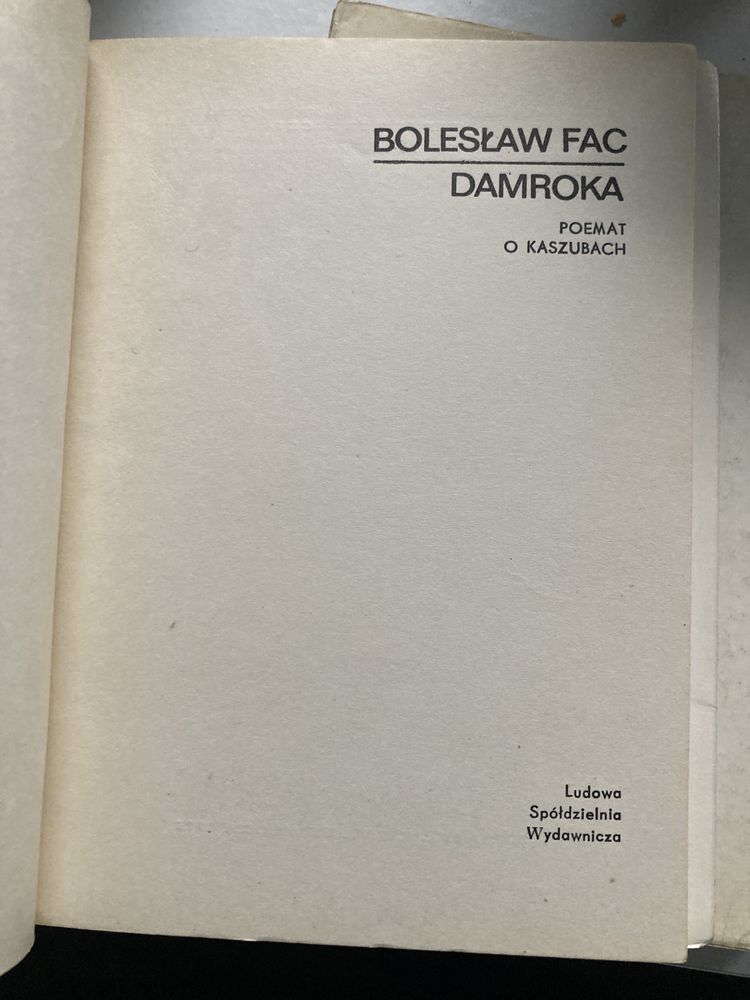 BOLESŁAW FAC
DAMROKA
POEMAT
O KASZUBACH
Ludowa
Spółdzielnia
Wydawnicza